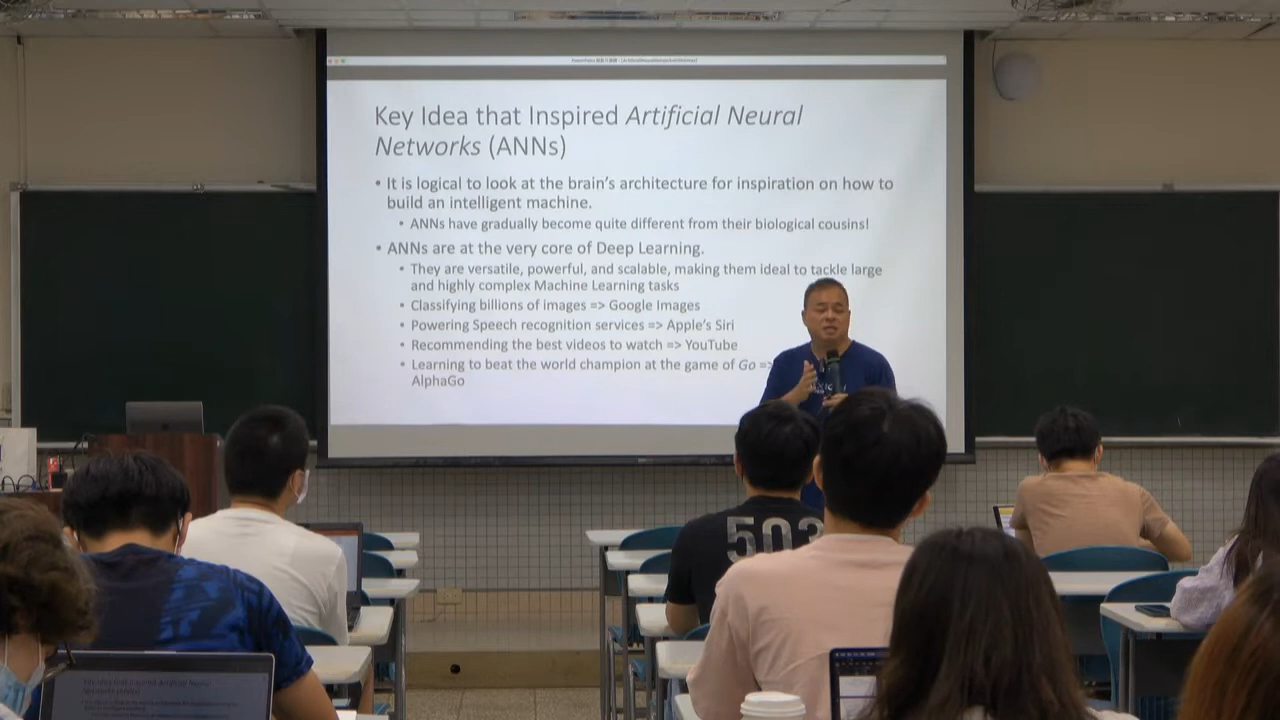 Key Idea that Inspired Artificial Neural
Networks (ANNs)
• It is logical to look at the brain's architecture for inspiration on how to
build an intelligent machine.
• ANNs have gradually become quite different from their biological cousins!
• ANNs are at the very core of Deep Learning.
• They are versatile, powerful, and scalable, making them ideal to tackle large
and highly complex Machine Learning tasks
• Classifying billions of images => Google Images
• Powering Speech recognition services => Apple's Siri
• Recommending the best videos to watch => YouTube
• Learning to beat the world champion at the game of Go =>
AlphaGo
503